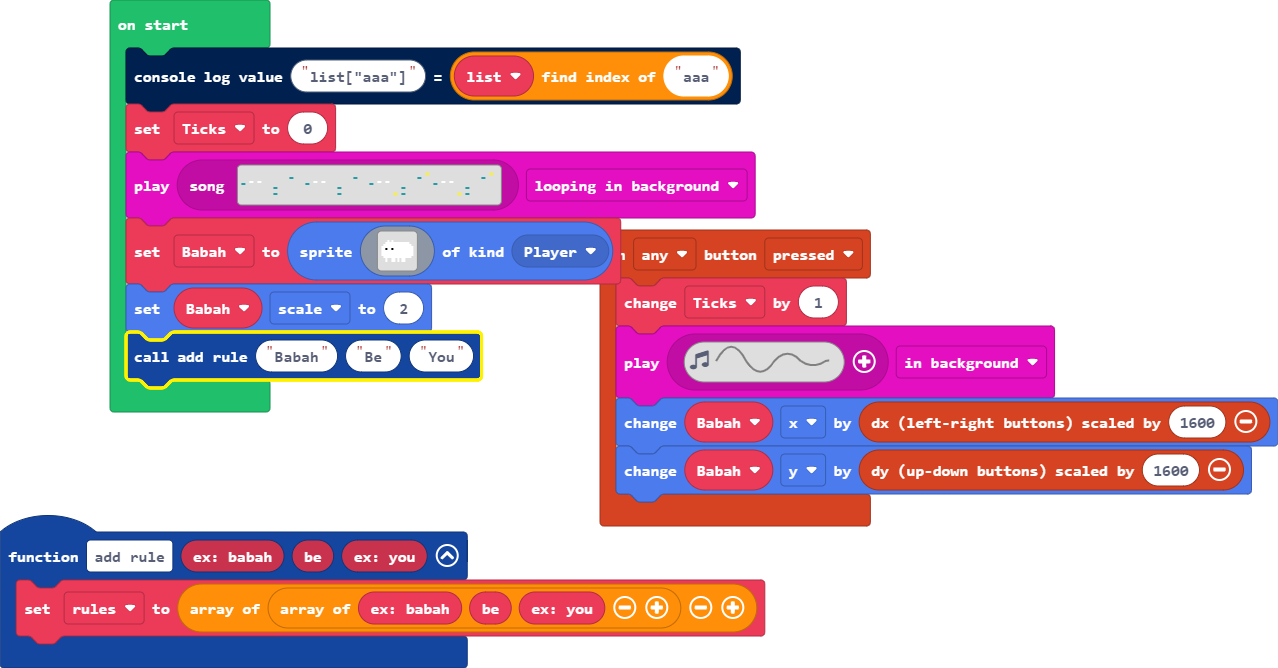 on start
console log value "list["aaa"]" = list find index of "aaa"
set Ticks to 0
play song looping in background
set Babah to sprite of kind Player
any button pressed
set Babah scale to 2
change Ticks by 1
call add rule "Babah" "Be" "You"
play in background
change Babah x by dx (left-right buttons) scaled by 1600
change Babah y by dy (up-down buttons) scaled by 1600
function add rule ex: babah be ex: you
set rules to array of array of ex: babah be ex: you